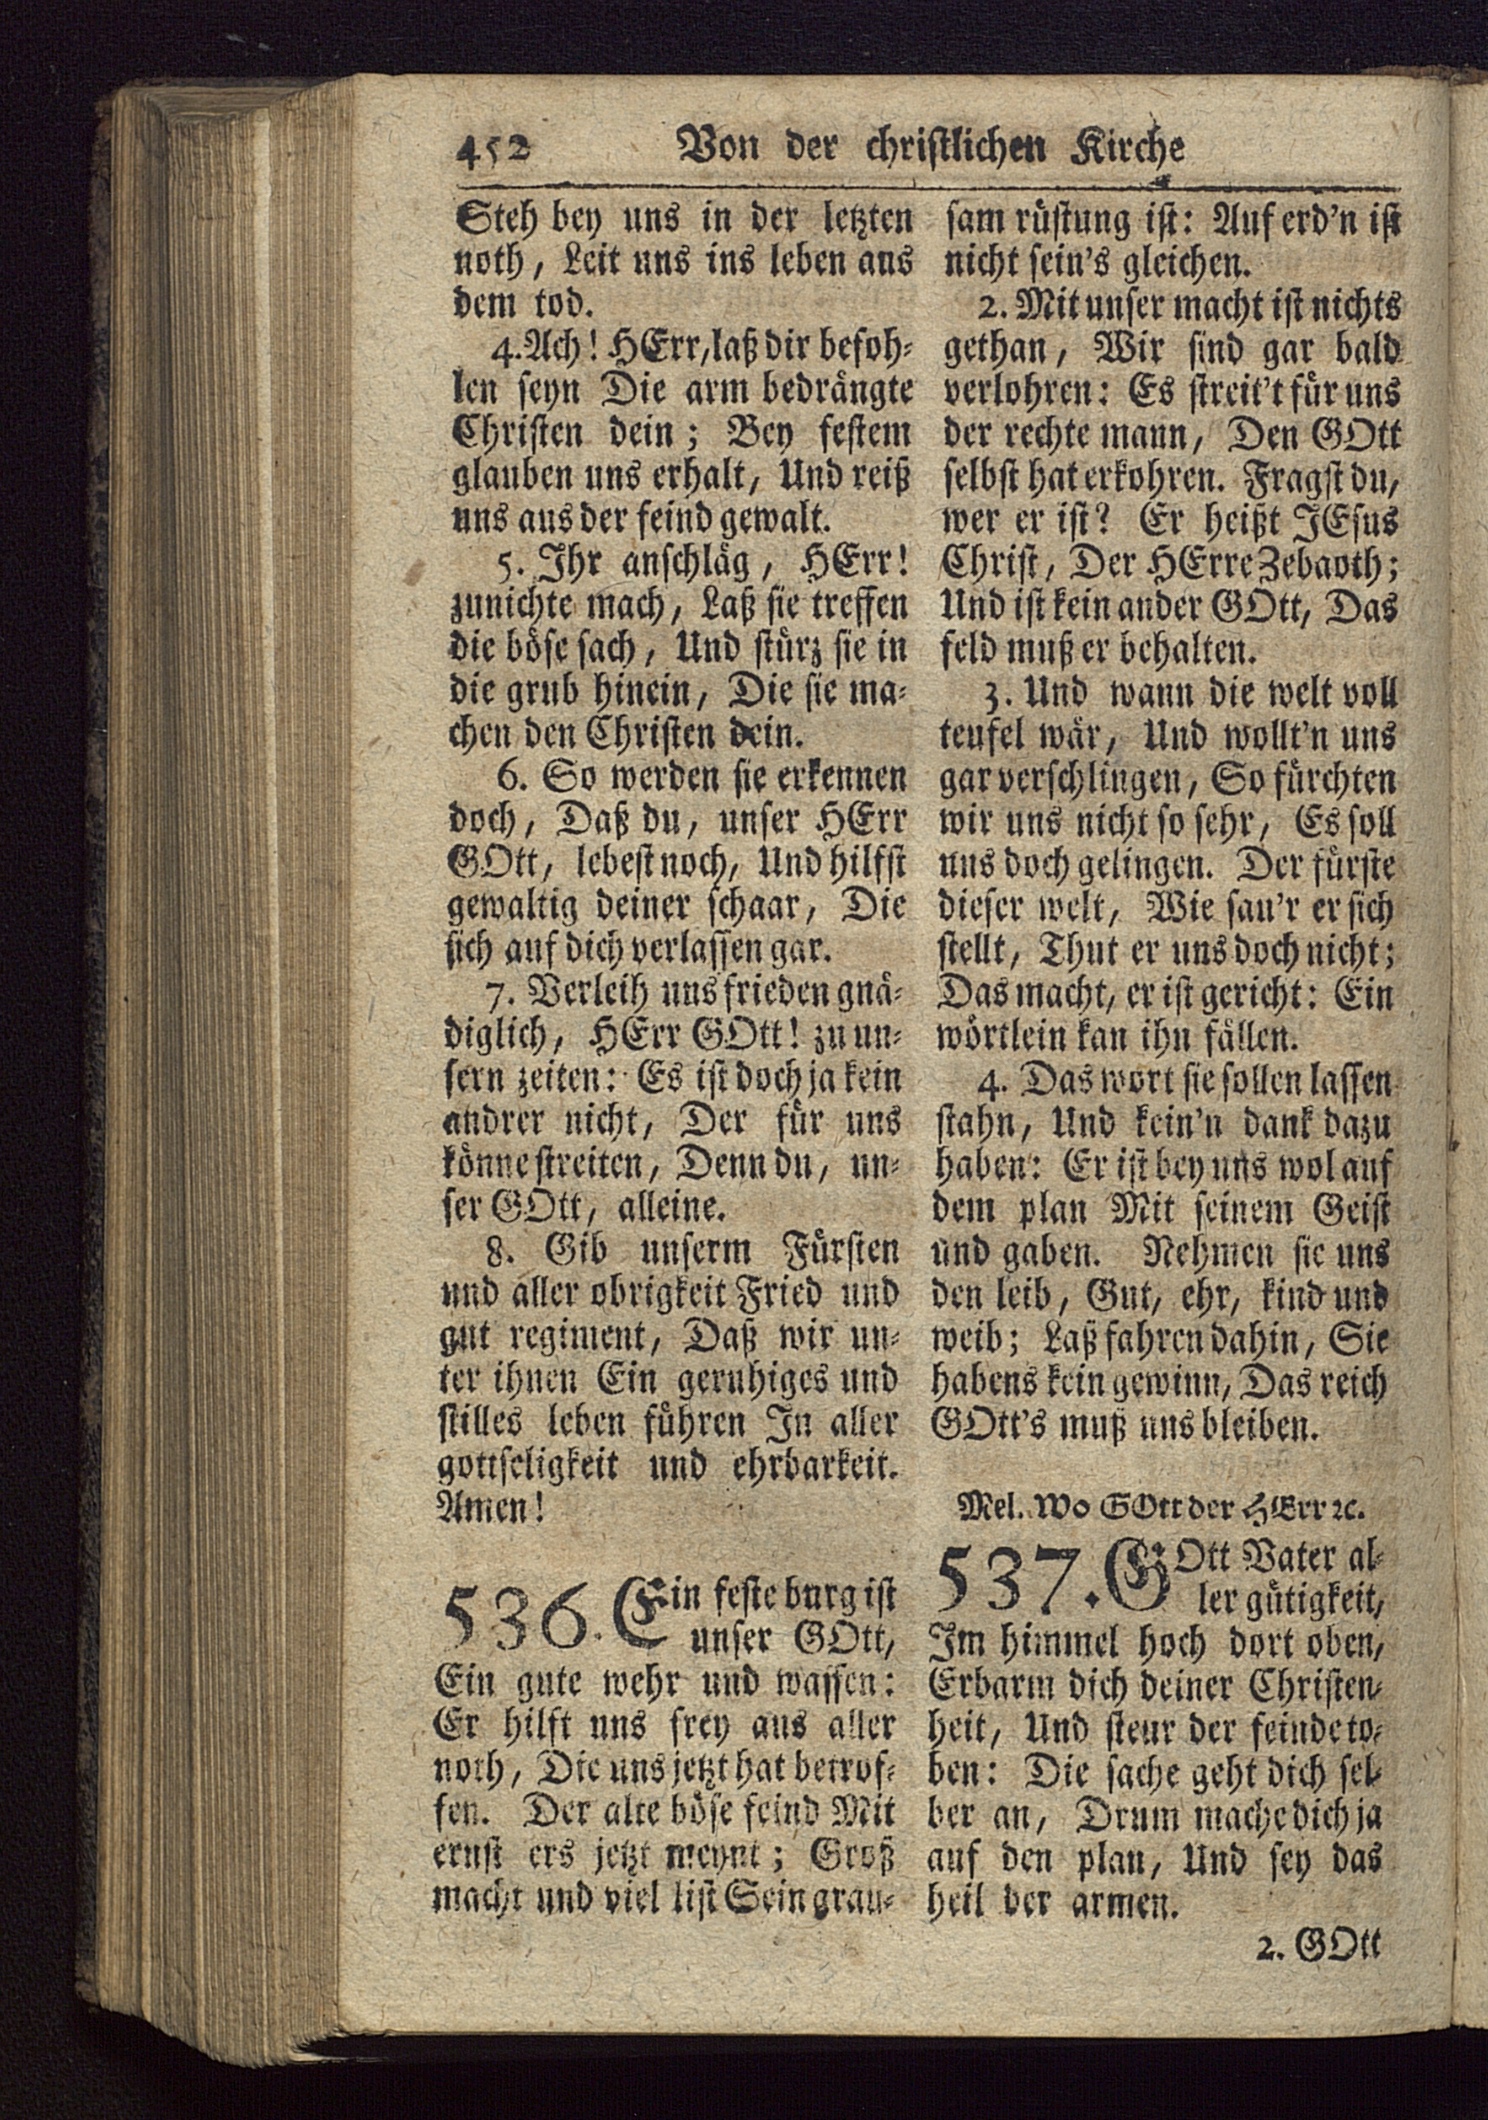 452 Von der christlichen Kirche
Steh bey uns in der letzten
noth, Leit uns ins leben aus
dem tod.
4. Ach! HErr, laß dir befoh-
len seyn Die arm bedrängte
Christen dein; Bey festem
glauben uns erhalt, Und reiß
uns aus der feind gewalt.
5. Ihr anschläg, HErr!
zunichte mach, Laß sie treffen
die böse sach, Und stürz sie in
die grub hinein, Die sie ma-
chen den Christen dein.
6. So werden sie erkennen
doch, Daß du, unser HErr
GOtt, lebest noch, Und hilfst
gewaltig deiner schaar, Die
sich auf dich verlassen gar.
7. Verleih uns frieden gnä-
diglich, HErr GOtt! zu un-
sern zeiten: Es ist doch ja kein
andrer nicht, Der für uns
könne streiten, Denn du, un-
ser GOtt, alleine.
8. Gib unserm Fürsten
und aller obrigkeit Fried und
gut regiment, Daß wir un-
ter ihnen Ein geruhiges und
stilles leben führen In aller
gottseligkeit und ehrbarkeit.
Amen!
536. Ein feste burg ist
unser GOtt,
Ein gute wehr und waffen:
Er hilft uns frey aus aller
noth, Die uns jetzt hat betrof-
fen. Der alte böse feind Mit
ernst ers jetzt meynt; Groß
macht und viel list Sein grau-
sam rüstung ist: Auf erd'n ist
nicht sein's gleichen.
2. Mit unser macht ist nichts
gethan, Wir sind gar bald
verlohren: Es streit't für uns
der rechte mann, Den GOtt
selbst hat erkohren. Fragst du,
wer er ist? Er heißt JEsus
Christ, Der HErre Zebaoth;
Und ist kein ander GOtt, Das
feld muß er behalten.
3. Und wann die welt voll
teufel wär, Und wollt'n uns
gar verschlingen, So fürchten
wir uns nicht so sehr, Es soll
uns doch gelingen. Der fürste
dieser welt, Wie sau'r er sich
stellt, Thut er uns doch nicht;
Das macht, er ist gericht: Ein
wörtlein kan ihn fällen.
4. Das wort sie sollen lassen
stahn, Und kein'n dank dazu
haben: Er ist bey uns wol auf
dem plan Mit seinem Geist
und gaben. Nehmen sie uns
den leib, Gut, ehr, kind und
weib; Laß fahren dahin, Sie
habens kein gewinn, Das reich
GOtt's muß uns bleiben.
Mel. Wo GOtt der HErr ꝛc.
537. GOtt Vater al-
ler gütigkeit,
Im himmel hoch dort oben,
Erbarm dich deiner Christen-
heit, Und steur der feinde to-
ben: Die sache geht dich sel-
ber an, Drum mache dich ja
auf den plan, Und sey das
heil der armen.
2. GOtt